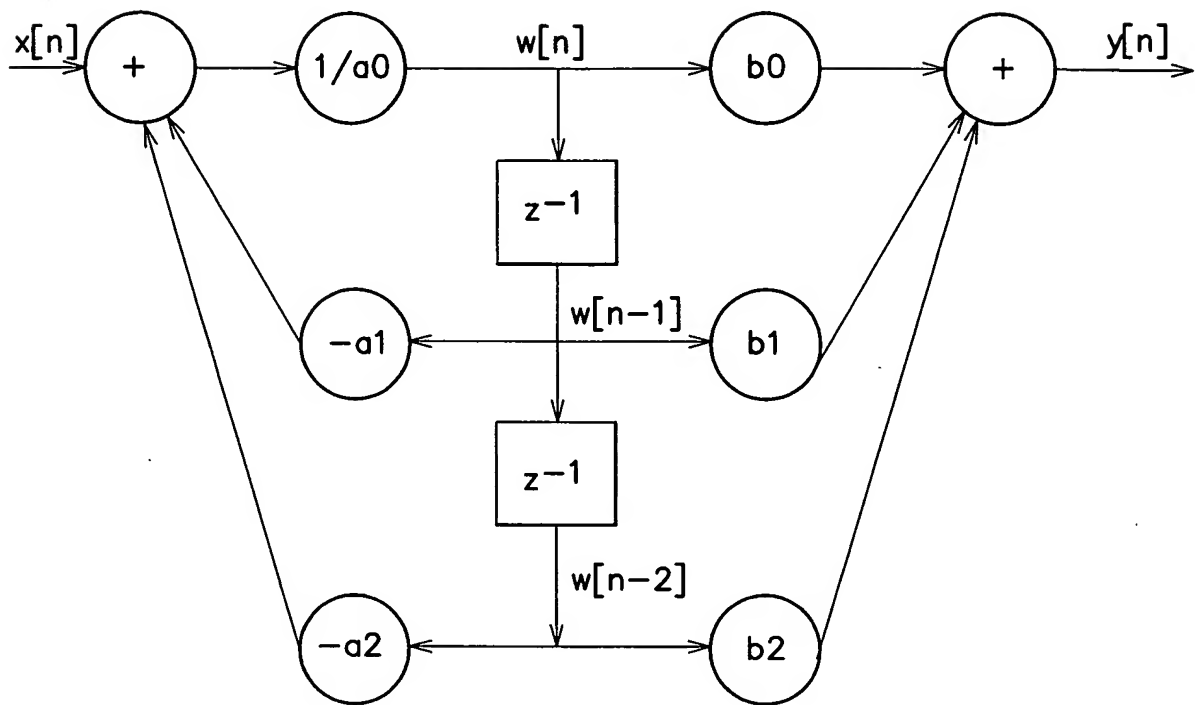 x[n]
+
1/a0
w[n]
b0
+
y[n]
z-1
-a1
w[n-1]
b1
z-1
w[n-2]
-a2
b2